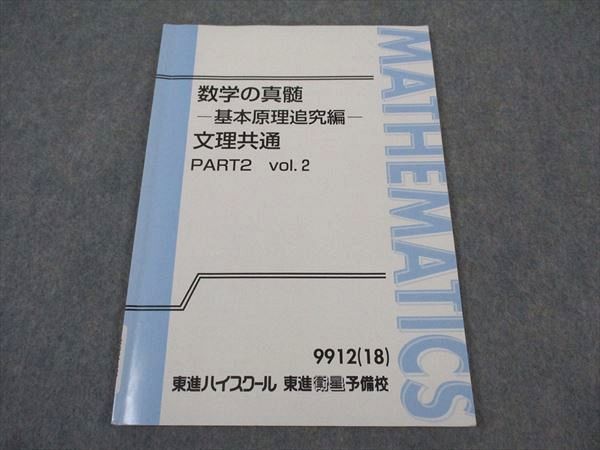 数学の真髄
—基本原理追究編—
文理共通
PART2 vol.2
MATHEMATICS
9912(18)
東進ハイスクール 東進衛星予備校